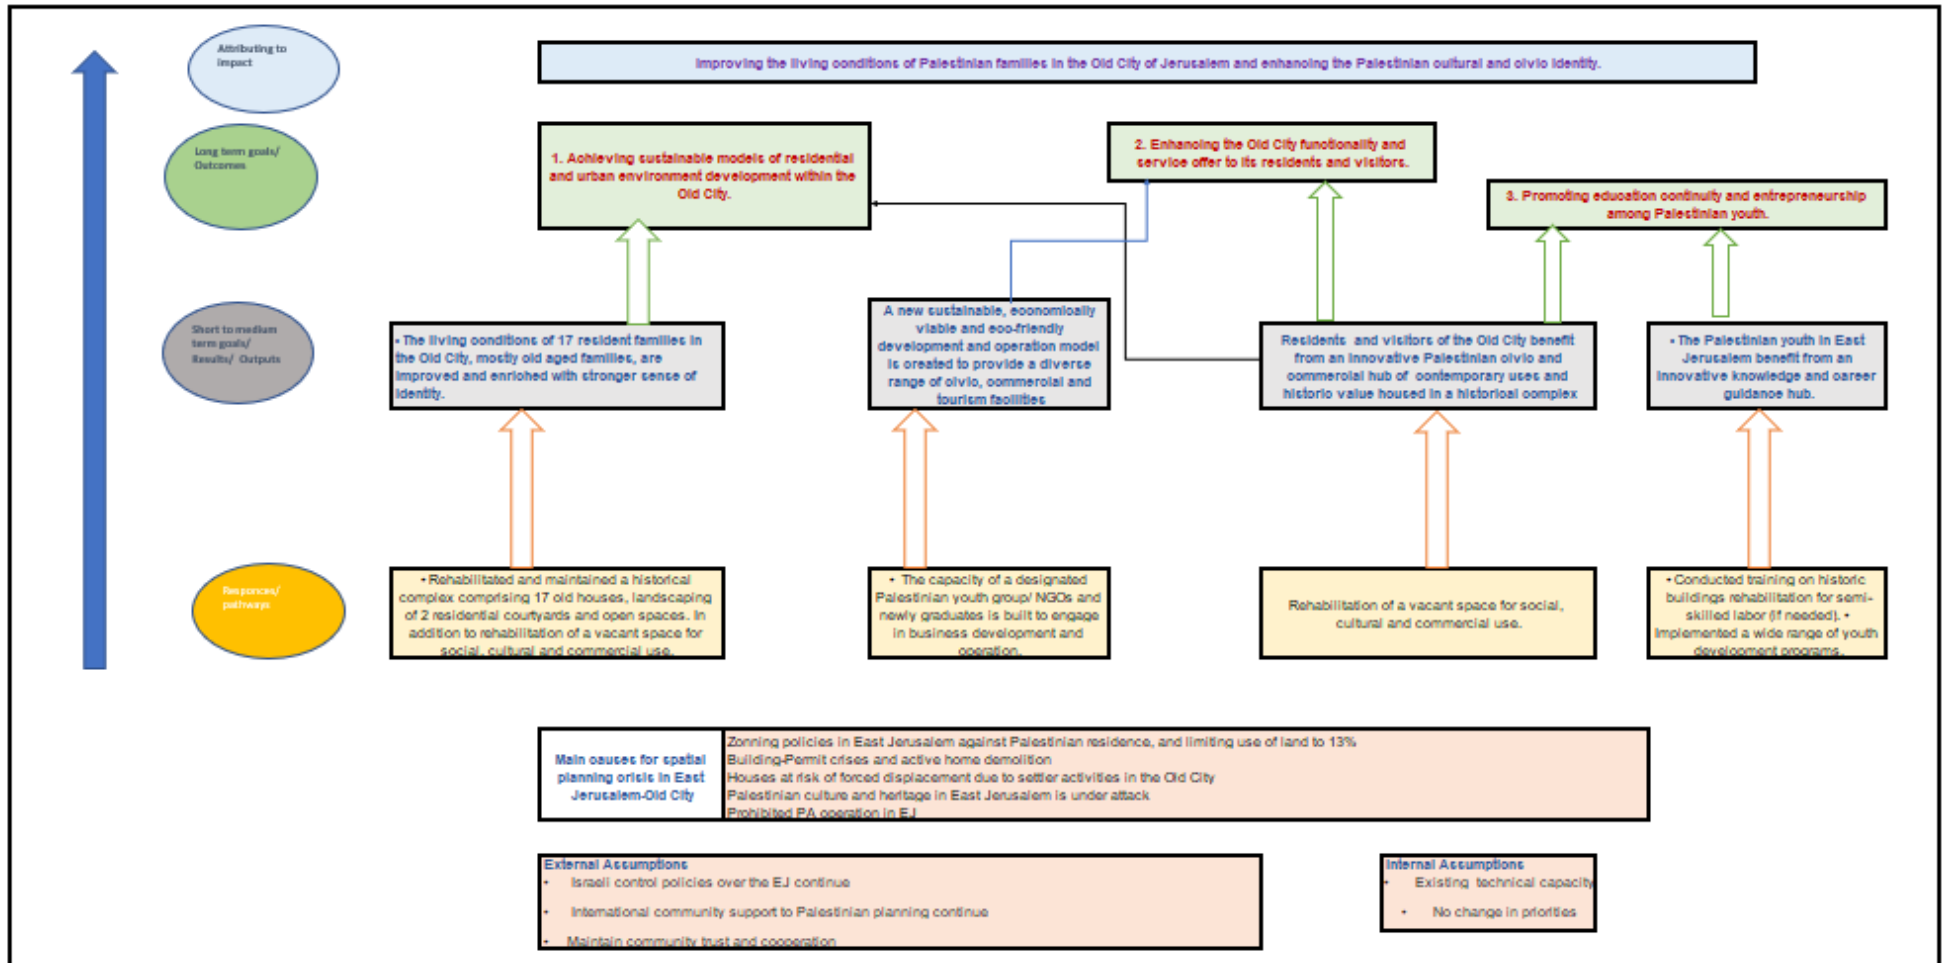 Attributing to
Impact
Improving the living conditions of Palestinian families in the Old City of Jerusalem and enhancing the Palestinian cultural and civic identity.
Long term goals/
Outcomes
1. Achieving sustainable models of residential
and urban environment development within the
Old City.
2. Enhancing the Old City functionality and
service offer to its residents and visitors.
3. Promoting education continuity and entrepreneurship
among Palestinian youth.
Short to medium
term goals/
Results/ Outputs
• The living conditions of 17 resident families in
the Old City, mostly old aged families, are
improved and enriched with stronger sense of
identity.
A new sustainable, economically
viable and eco-friendly
development and operation model
is created to provide a diverse
range of civic, commercial and
tourism facilities
Residents and visitors of the Old City benefit
from an innovative Palestinian civic and
commercial hub of contemporary uses and
historic value housed in a historical complex
• The Palestinian youth in East
Jerusalem benefit from an
innovative knowledge and career
guidance hub.
Responces/
pathways
• Rehabilitated and maintained a historical
complex comprising 17 old houses, landscaping
of 2 residential courtyards and open spaces. In
addition to rehabilitation of a vacant space for
social, cultural and commercial use.
• The capacity of a designated
Palestinian youth group/ NGOs and
newly graduates is built to engage
in business development and
operation.
Rehabilitation of a vacant space for social,
cultural and commercial use.
• Conducted training on historic
buildings rehabilitation for semi-
skilled labor (if needed). •
Implemented a wide range of youth
development programs.
Main causes for spatial
planning crisis in East
Jerusalem-Old City
Zonning policies in East Jerusalem against Palestinian residence, and limiting use of land to 13%
Building-Permit crises and active home demolition
Houses at risk of forced displacement due to settler activities in the Old City
Palestinian culture and heritage in East Jerusalem is under attack
Prohibited PA operation in EJ
External Assumptions
• Israeli control policies over the EJ continue
• International community support to Palestinian planning continue
• Maintain community trust and cooperation
Internal Assumptions
• Existing technical capacity
• No change in priorities